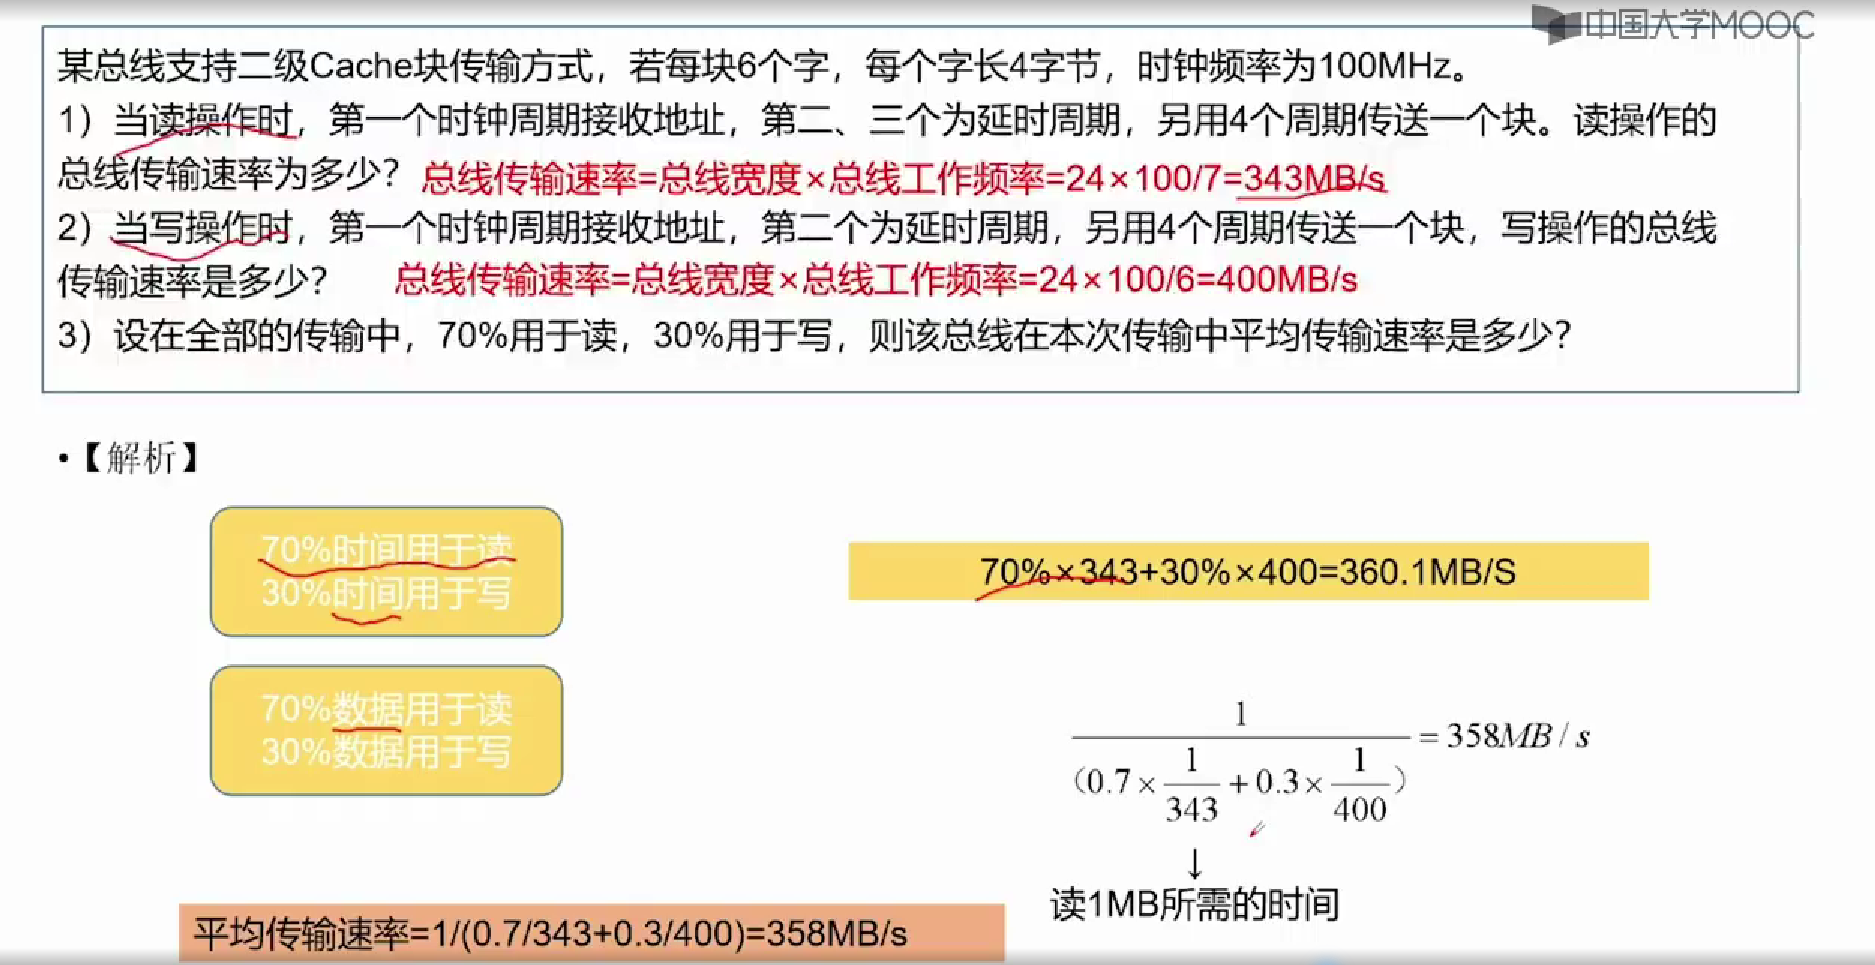 中国大学MOOC
某总线支持二级Cache块传输方式，若每块6个字，每个字长4字节，时钟频率为100MHz。
1）当读操作时，第一个时钟周期接收地址，第二、三个为延时周期，另用4个周期传送一个块。读操作的
总线传输速率为多少？ 总线传输速率=总线宽度×总线工作频率=24×100/7=343MB/s
2）当写操作时，第一个时钟周期接收地址，第二个为延时周期，另用4个周期传送一个块，写操作的总线
传输速率是多少？ 总线传输速率=总线宽度×总线工作频率=24×100/6=400MB/s
3）设在全部的传输中，70%用于读，30%用于写，则该总线在本次传输中平均传输速率是多少？
•【解析】
70%时间用于读
30%时间用于写
70%×343+30%×400=360.1MB/S
70%数据用于读
30%数据用于写
1
（0.7× 1/343 +0.3× 1/400） = 358MB / s
↓
读1MB所需的时间
平均传输速率=1/(0.7/343+0.3/400)=358MB/s